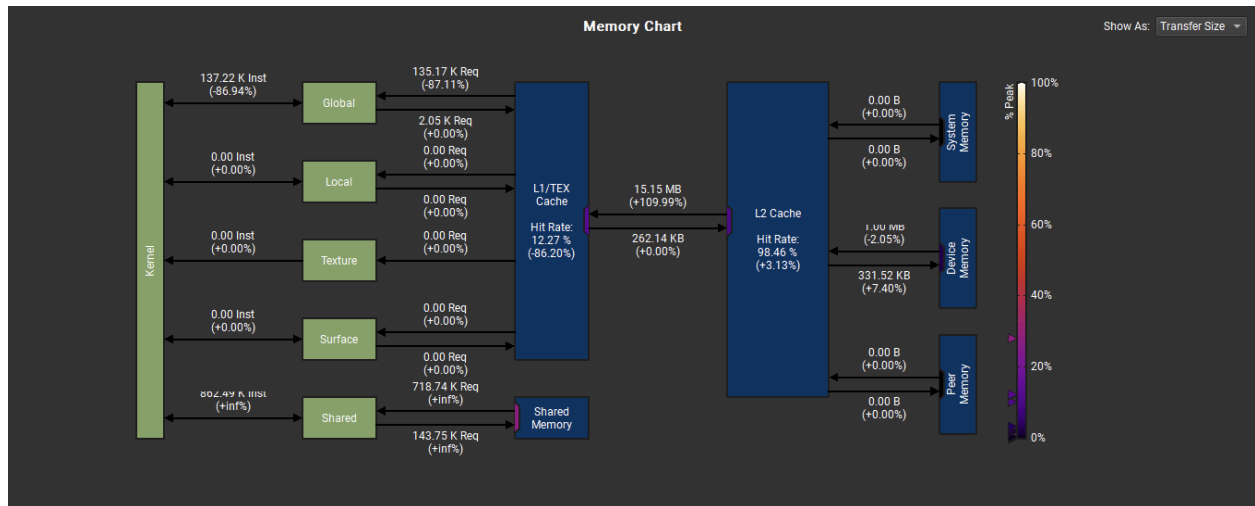 Memory Chart
Show As: Transfer Size
Kernel
137.22 K Inst
(-86.94%)
Global
135.17 K Req
(-87.11%)
2.05 K Req
(+0.00%)
0.00 Inst
(+0.00%)
Local
0.00 Req
(+0.00%)
0.00 Req
(+0.00%)
0.00 Inst
(+0.00%)
Texture
0.00 Req
(+0.00%)
0.00 Inst
(+0.00%)
Surface
0.00 Req
(+0.00%)
0.00 Req
(+0.00%)
862.49 K Inst
(+inf%)
Shared
718.74 K Req
(+inf%)
143.75 K Req
(+inf%)
L1/TEX
Cache
Hit Rate:
12.27 %
(-86.20%)
Shared
Memory
15.15 MB
(+109.99%)
262.14 KB
(+0.00%)
L2 Cache
Hit Rate:
98.46 %
(+3.13%)
0.00 B
(+0.00%)
0.00 B
(+0.00%)
System
Memory
1.00 MB
(-2.05%)
331.52 KB
(+7.40%)
Device
Memory
0.00 B
(+0.00%)
0.00 B
(+0.00%)
Peer
Memory
% Peak
100%
80%
60%
40%
20%
0%